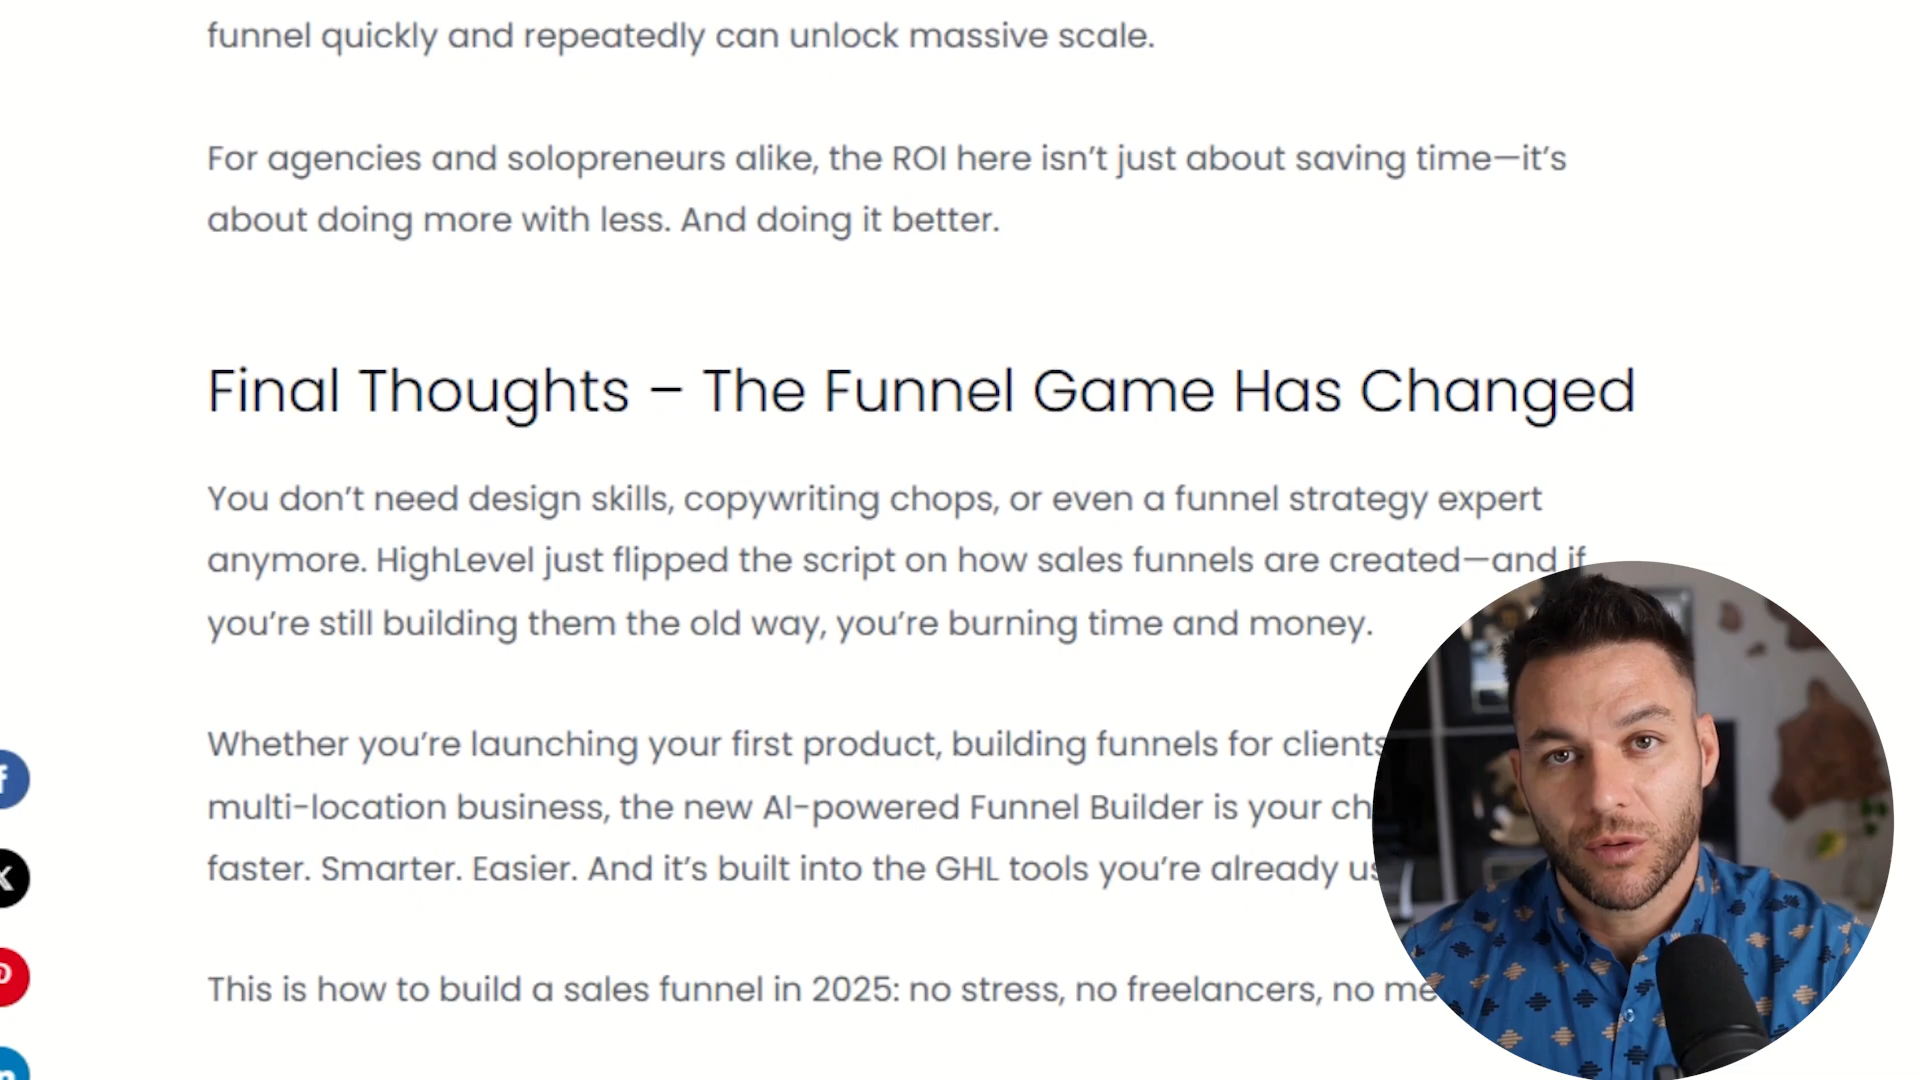 funnel quickly and repeatedly can unlock massive scale.
For agencies and solopreneurs alike, the ROI here isn’t just about saving time—it’s
about doing more with less. And doing it better.
Final Thoughts – The Funnel Game Has Changed
You don’t need design skills, copywriting chops, or even a funnel strategy expert
anymore. HighLevel just flipped the script on how sales funnels are created—and if
you’re still building them the old way, you’re burning time and money.
Whether you’re launching your first product, building funnels for clients
multi-location business, the new AI-powered Funnel Builder is your
faster. Smarter. Easier. And it’s built into the GHL tools you’re already
This is how to build a sales funnel in 2025: no stress, no freelancers, no